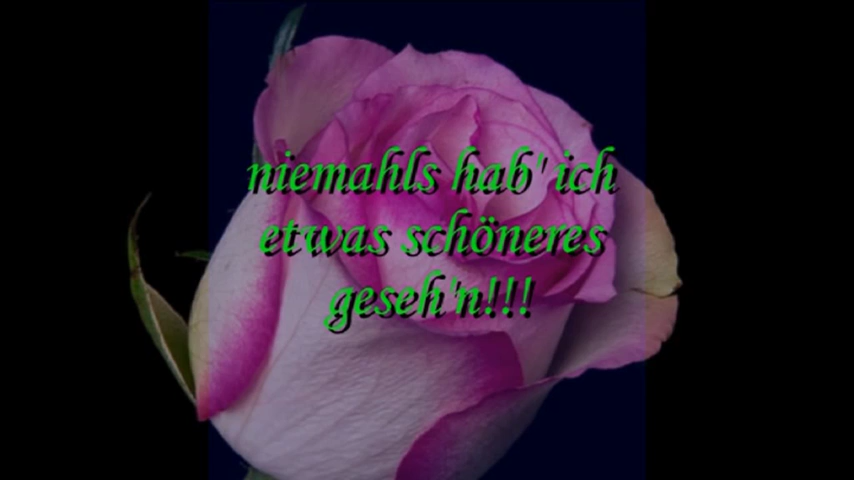 niemahls hab' ich
etwas schöneres
geseh'n!!!